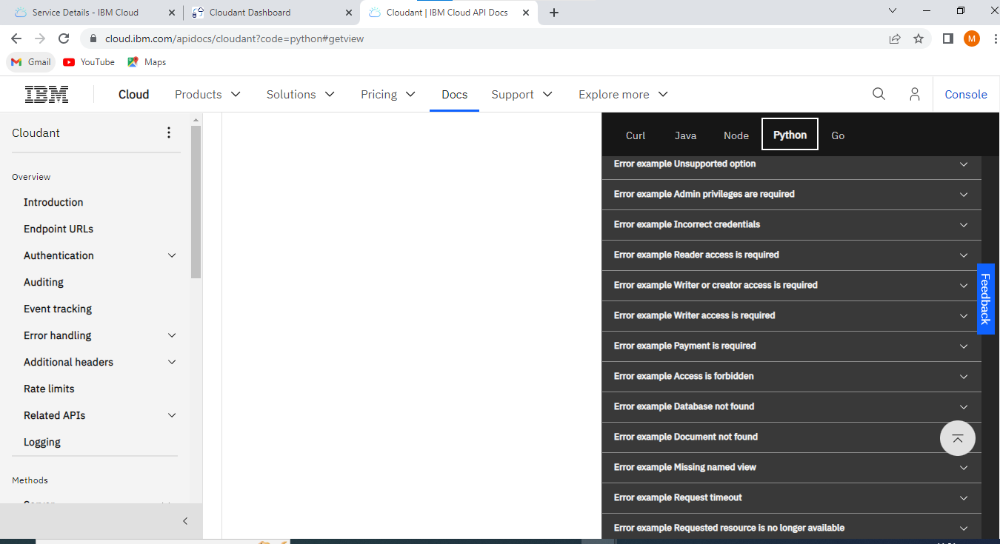 Service Details - IBM Cloud
Cloudant Dashboard
Cloudant | IBM Cloud API Docs
cloud.ibm.com/apidocs/cloudant?code=python#getview
M
Gmail
YouTube
Maps
IBM
Cloud
Products
Solutions
Pricing
Docs
Support
Explore more
Console
Cloudant
Overview
Introduction
Endpoint URLs
Authentication
Auditing
Event tracking
Error handling
Additional headers
Rate limits
Related APIs
Logging
Methods
Curl
Java
Node
Python
Go
Error example Unsupported option
Error example Admin privileges are required
Error example Incorrect credentials
Error example Reader access is required
Error example Writer or creator access is required
Error example Writer access is required
Error example Payment is required
Error example Access is forbidden
Error example Database not found
Error example Document not found
Error example Missing named view
Error example Request timeout
Error example Requested resource is no longer available
Feedback